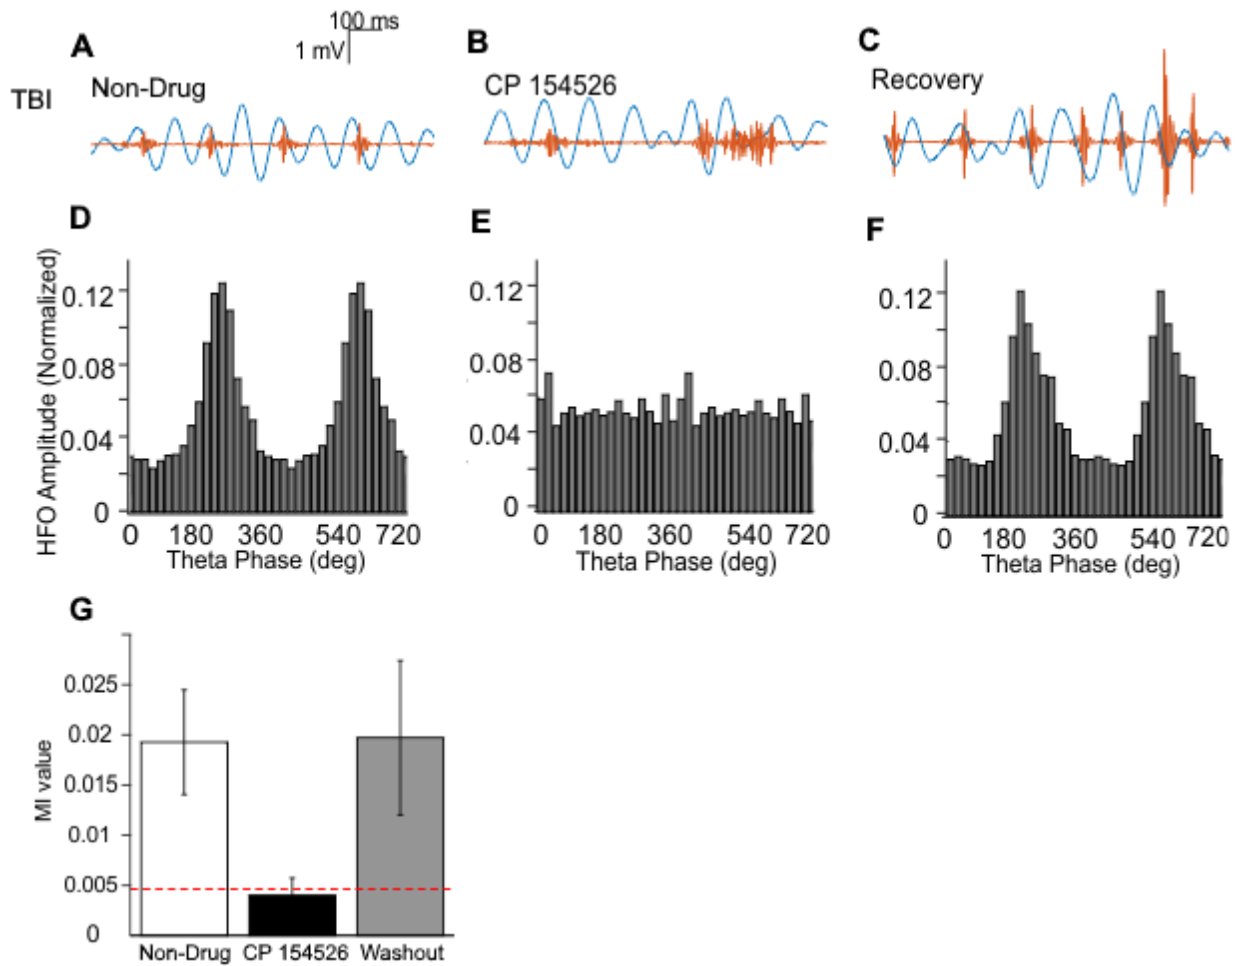 A
100 ms
1 mV
B
C
TBI
Non-Drug
CP 154526
Recovery
D
E
F
HFO Amplitude (Normalized)
0.12
0.08
0.04
0
0 180 360 540 720
Theta Phase (deg)
0.12
0.08
0.04
0
0 180 360 540 720
Theta Phase (deg)
0.12
0.08
0.04
0
0 180 360 540 720
Theta Phase (deg)
G
MI value
0.025
0.02
0.015
0.01
0.005
0
Non-Drug CP 154526 Washout